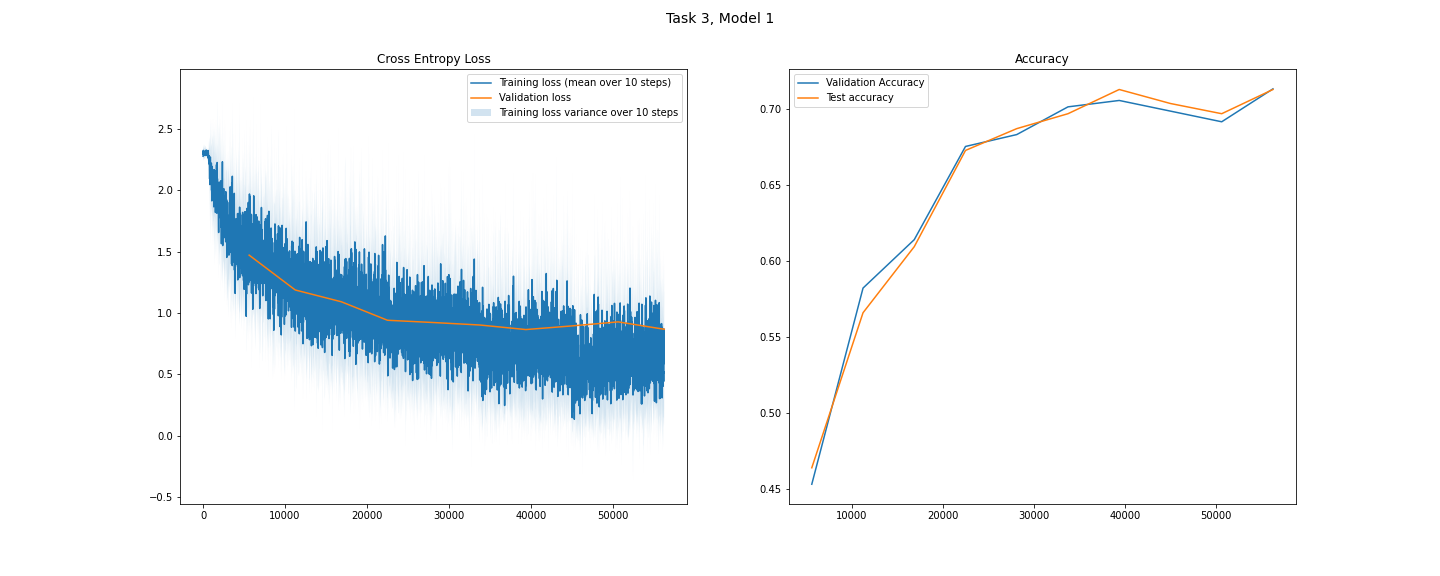 Task 3, Model 1
Cross Entropy Loss
Training loss (mean over 10 steps)
Validation loss
Training loss variance over 10 steps
2.5
2.0
1.5
1.0
0.5
0.0
−0.5
0 10000 20000 30000 40000 50000
Accuracy
Validation Accuracy
Test accuracy
0.70
0.65
0.60
0.55
0.50
0.45
10000 20000 30000 40000 50000